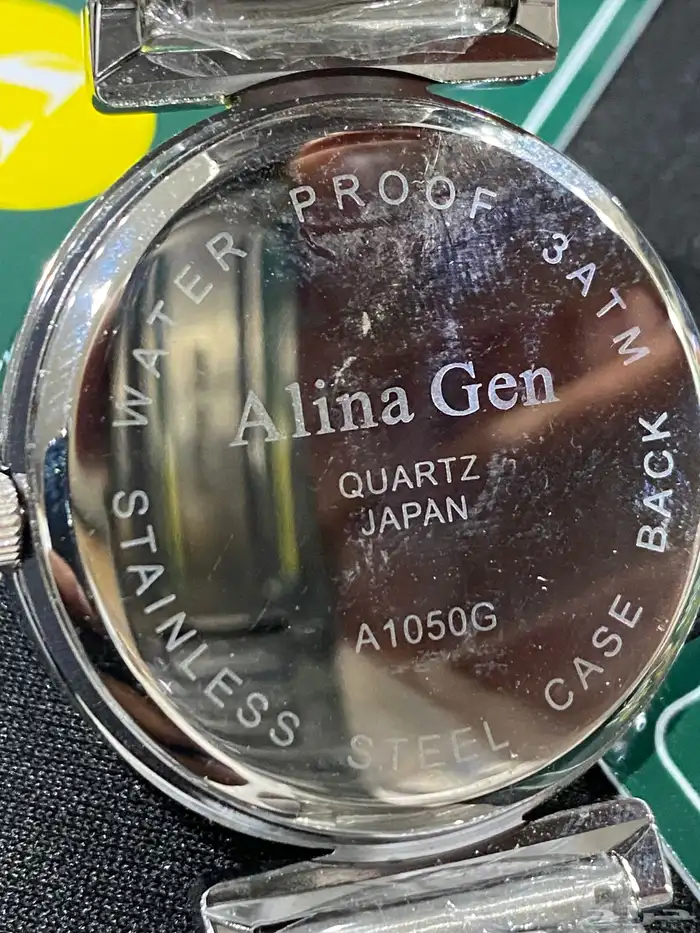 WATER PROOF 3ATM
Alina Gen
QUARTZ
JAPAN
A1050G
STAINLESS STEEL CASE BACK